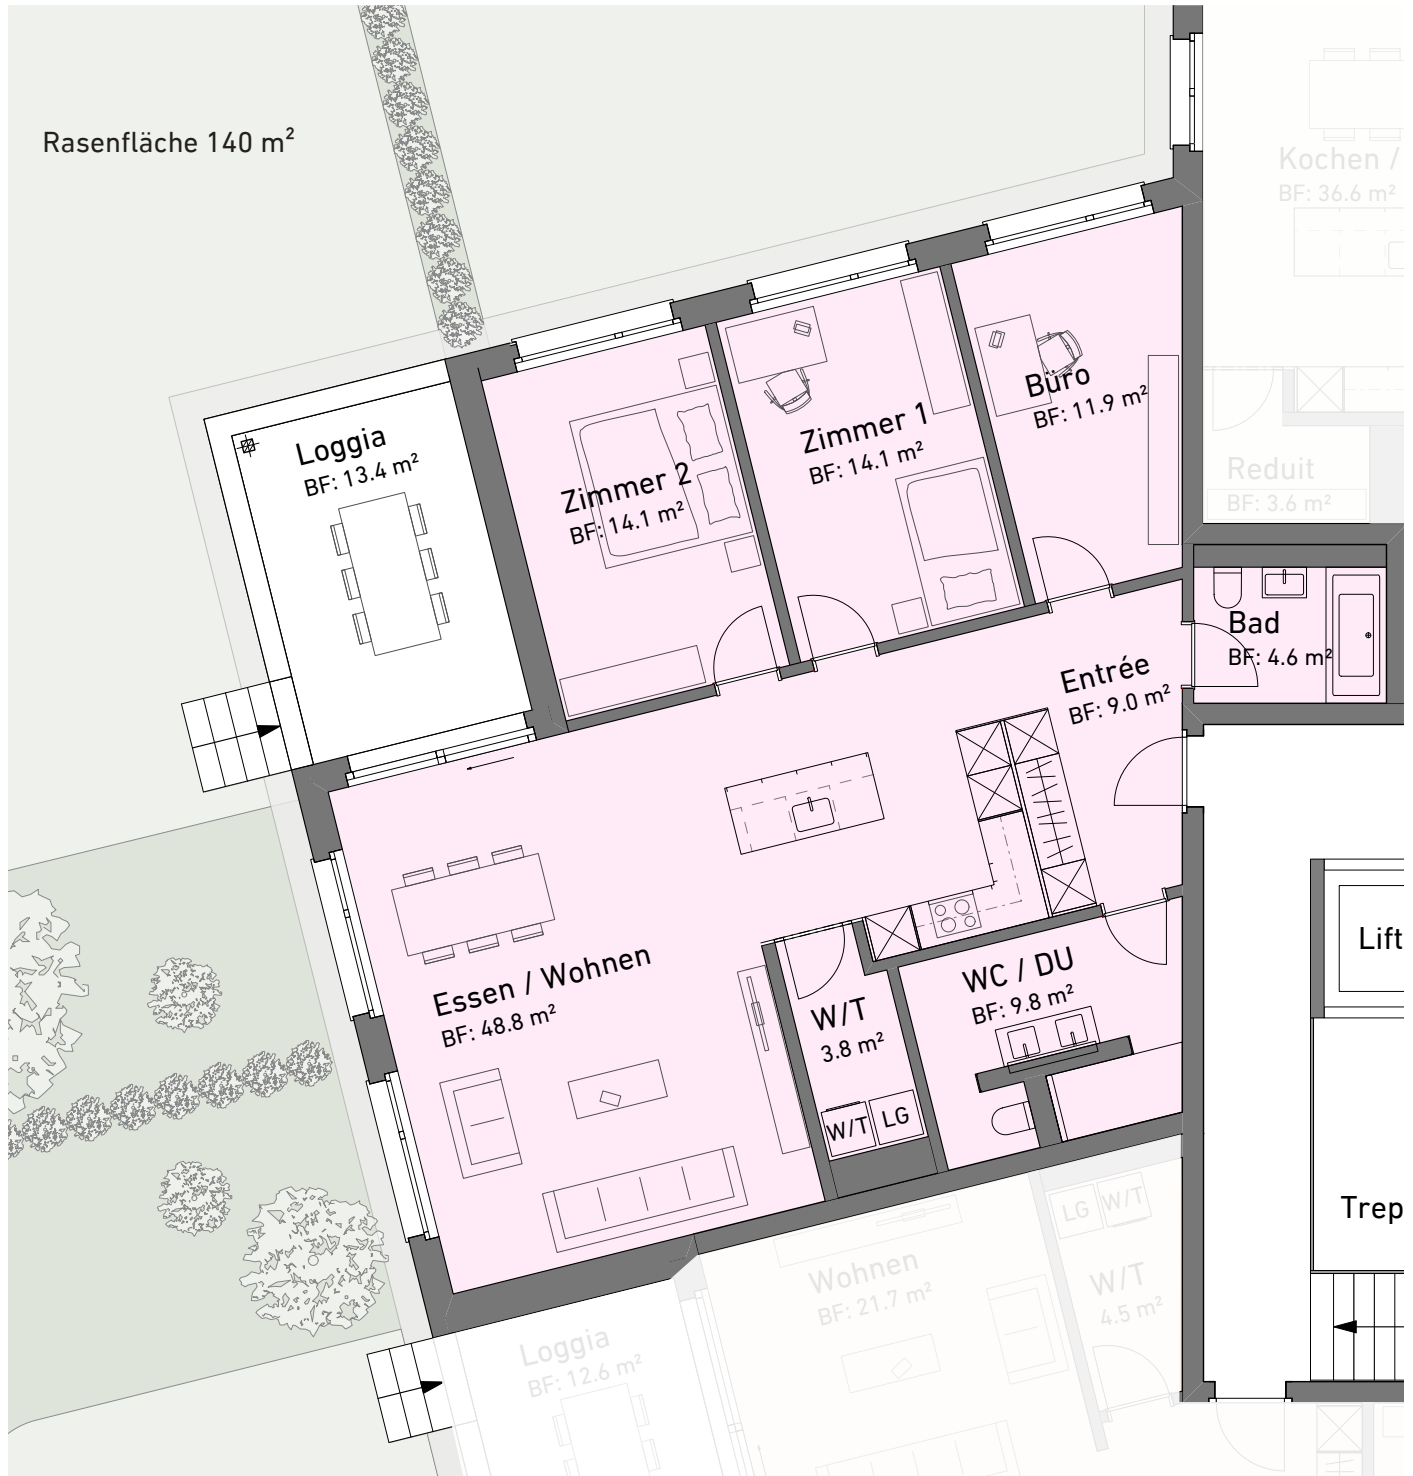 Rasenfläche 140 m²
Kochen /
BF: 36.6 m²
Reduit
BF: 3.6 m²
Büro
BF: 11.9 m²
Zimmer 1
BF: 14.1 m²
Zimmer 2
BF: 14.1 m²
Loggia
BF: 13.4 m²
Bad
BF: 4.6 m²
Entrée
BF: 9.0 m²
Essen / Wohnen
BF: 48.8 m²
WC / DU
BF: 9.8 m²
W/T
3.8 m²
W/T
LG
Lift
Trep
LG
W/T
W/T
4.5 m²
Wohnen
BF: 21.7 m²
Loggia
BF: 12.6 m²